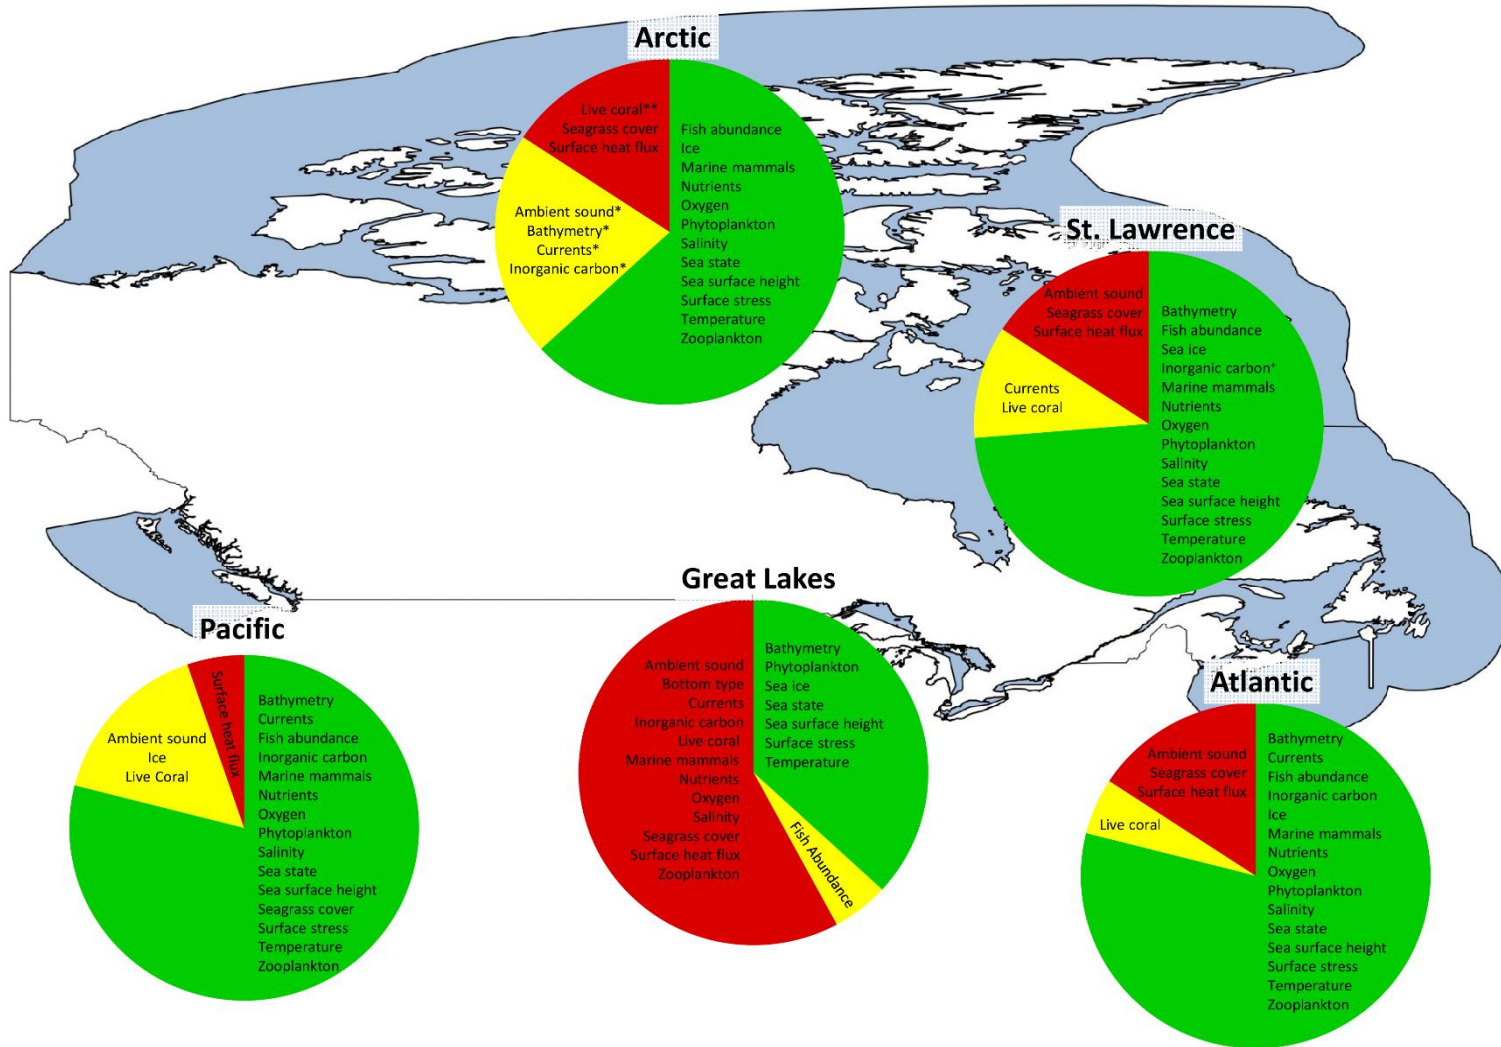 Arctic
Live coral**
Seagrass cover
Surface heat flux
Ambient sound*
Bathymetry*
Currents*
Inorganic carbon*
Fish abundance
Ice
Marine mammals
Nutrients
Oxygen
Phytoplankton
Salinity
Sea state
Sea surface height
Surface stress
Temperature
Zooplankton
St. Lawrence
Ambient sound
Seagrass cover
Surface heat flux
Currents
Live coral
Bathymetry
Fish abundance
Sea ice
Inorganic carbon⁺
Marine mammals
Nutrients
Oxygen
Phytoplankton
Salinity
Sea state
Sea surface height
Surface stress
Temperature
Zooplankton
Great Lakes
Ambient sound
Bottom type
Currents
Inorganic carbon
Live coral
Marine mammals
Nutrients
Oxygen
Salinity
Seagrass cover
Surface heat flux
Zooplankton
Bathymetry
Phytoplankton
Sea ice
Sea state
Sea surface height
Surface stress
Temperature
Fish Abundance
Pacific
Ambient sound
Ice
Live Coral
Surface heat flux
Bathymetry
Currents
Fish abundance
Inorganic carbon
Marine mammals
Nutrients
Oxygen
Phytoplankton
Salinity
Sea state
Sea surface height
Seagrass cover
Surface stress
Temperature
Zooplankton
Atlantic
Ambient sound
Seagrass cover
Surface heat flux
Live coral
Bathymetry
Currents
Fish abundance
Inorganic carbon
Ice
Marine mammals
Nutrients
Oxygen
Phytoplankton
Salinity
Sea state
Sea surface height
Surface stress
Temperature
Zooplankton